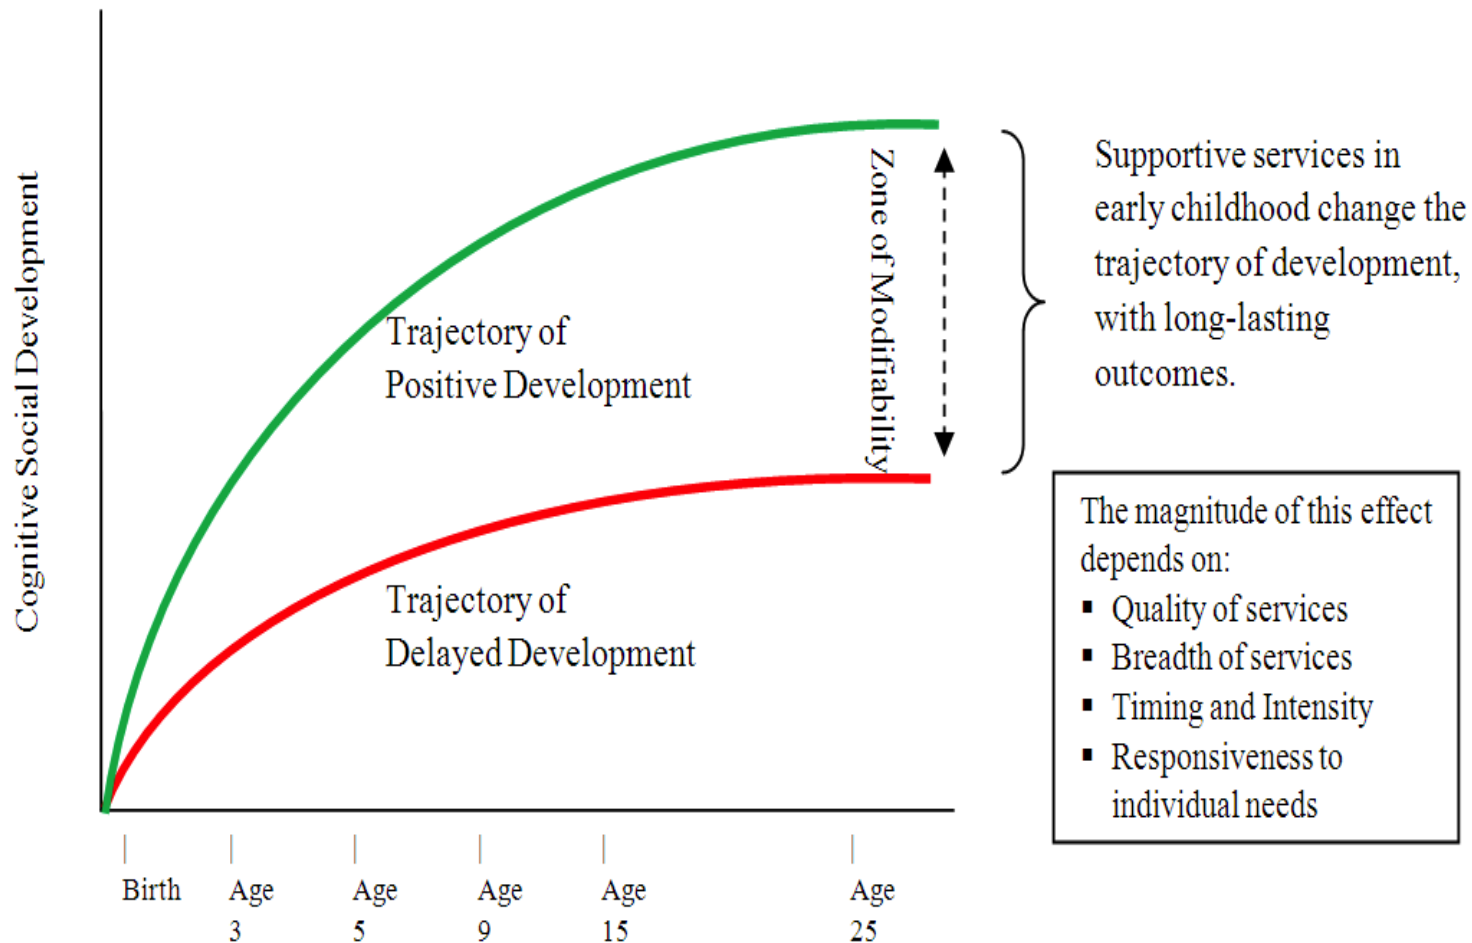 Cognitive Social Development
Trajectory of
Positive Development
Trajectory of
Delayed Development
Zone of Modifiability
Supportive services in
early childhood change the
trajectory of development,
with long-lasting
outcomes.
The magnitude of this effect
depends on:
▪ Quality of services
▪ Breadth of services
▪ Timing and Intensity
▪ Responsiveness to
individual needs
Birth
Age
3
Age
5
Age
9
Age
15
Age
25